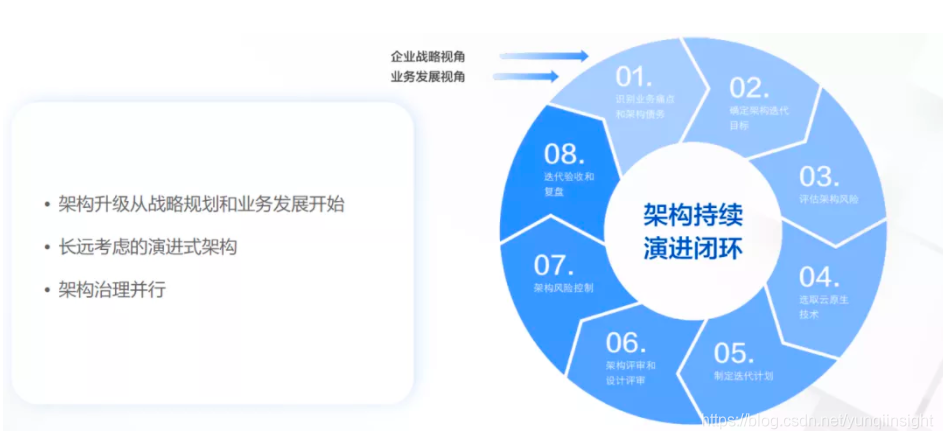 企业战略视角
业务发展视角
• 架构升级从战略规划和业务发展开始
• 长远考虑的演进式架构
• 架构治理并行
架构持续
演进闭环
01.
识别业务痛点
和架构债务
02.
确定架构迭代
目标
03.
评估架构风险
04.
选取云原生
技术
05.
制定迭代计划
06.
架构评审和
设计评审
07.
架构风险控制
08.
迭代验收和
复盘
https://blog.csdn.net/yunqiinsight